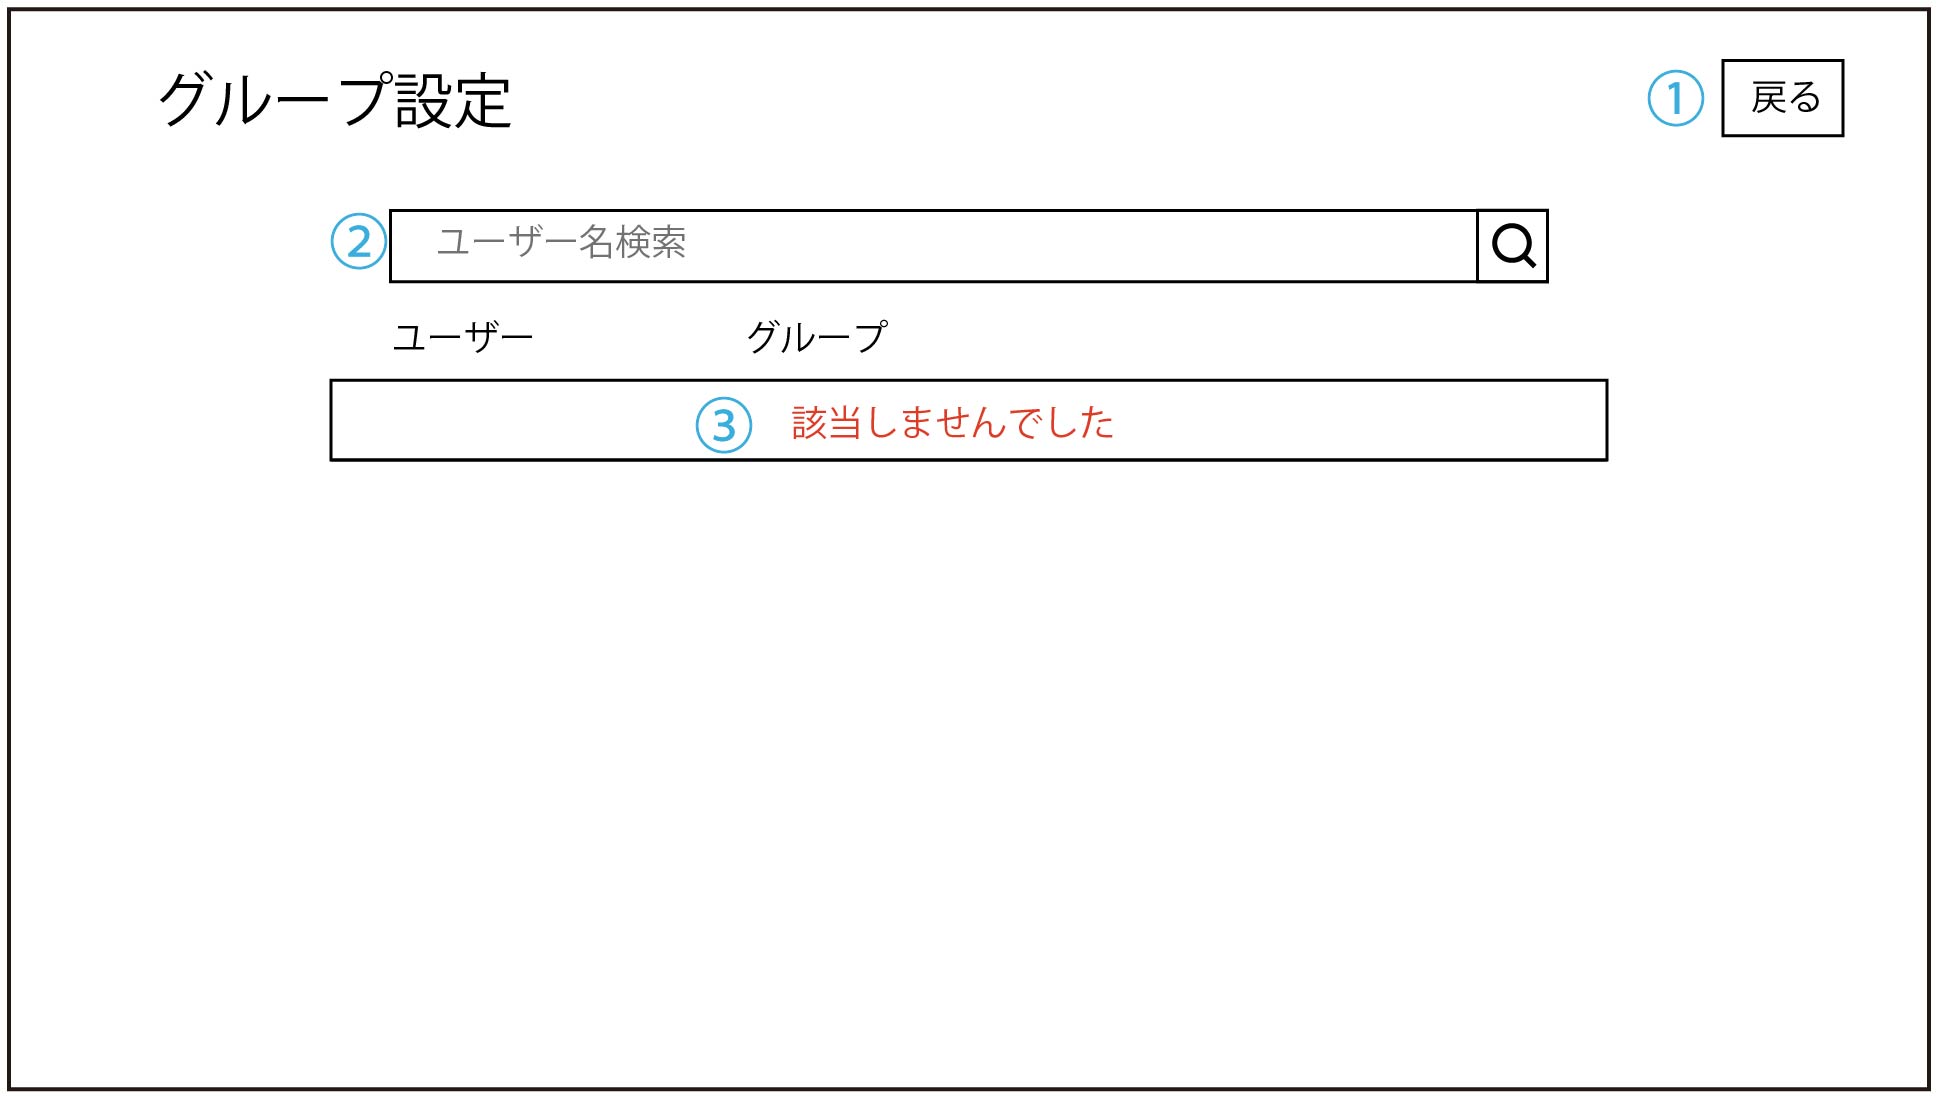 グループ設定
① 戻る
② ユーザー名検索
ユーザー グループ
③ 該当しませんでした